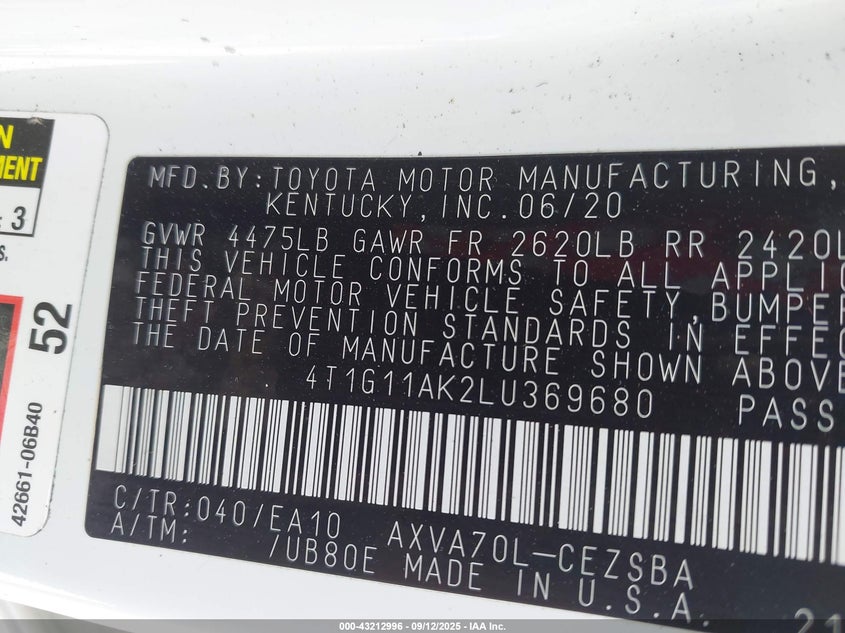 N
MENT
: 3
S.
52
42661-06B40
MFD.BY:TOYOTA MOTOR MANUFACTURING,
KENTUCKY,INC.06/20
GVWR 4475LB GAWR FR 2620LB RR 2420L
THIS VEHICLE CONFORMS TO ALL APPLIC
FEDERAL MOTOR VEHICLE SAFETY,BUMPER
THEFT PREVENTION STANDARDS IN EFFEC
THE DATE OF MANUFACTURE SHOWN ABOVE
4T1G11AK2LU369680 PASS
C/TR:040/EA10 AXVA70L-CEZSBA
A/TM: /UB80E MADE IN U.S.A. 21
000-43212996 - 09/12/2025 - IAA Inc.